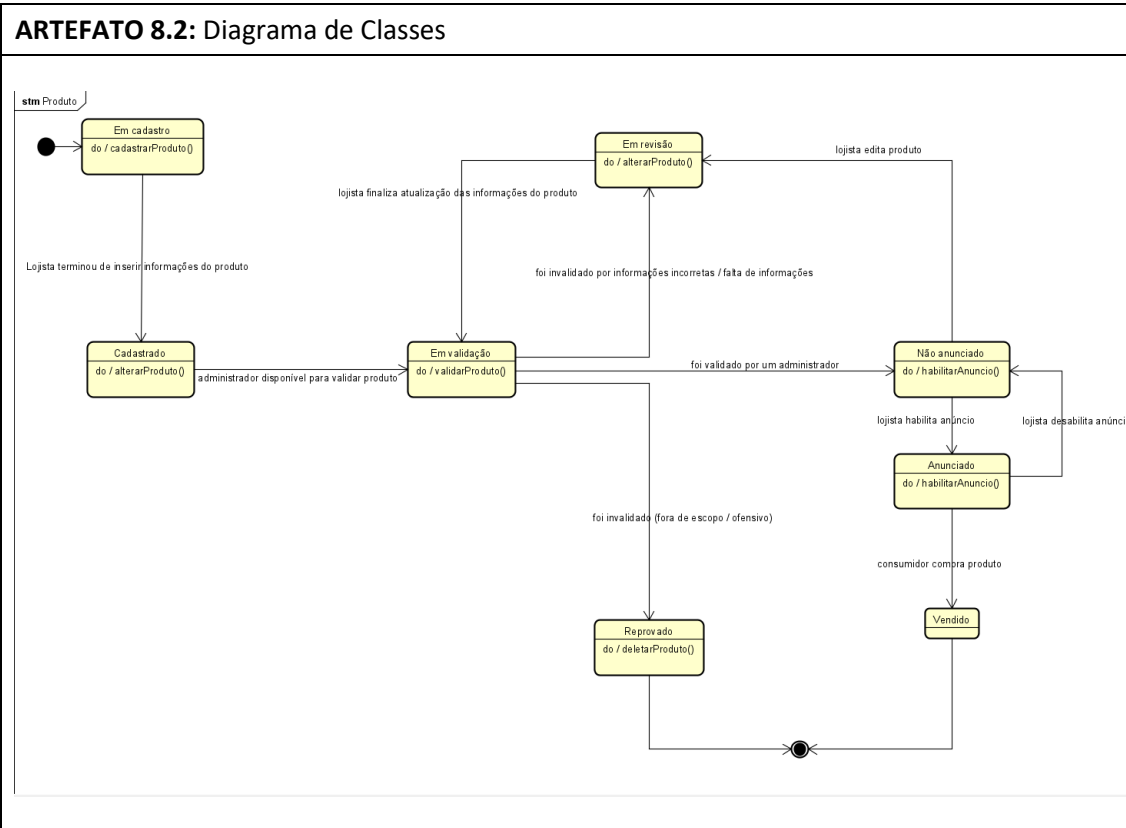 ARTEFATO 8.2: Diagrama de Classes
stm Produto
Em cadastro
do / cadastrarProduto()
Em revisão
do / alterarProduto()
lojista edita produto
lojista finaliza atualização das informações do produto
Lojista terminou de inserir informações do produto
foi invalidado por informações incorretas / falta de informações
Cadastrado
do / alterarProduto()
administrador disponível para validar produto
Em validação
do / validarProduto()
foi validado por um administrador
Não anunciado
do / habilitarAnuncio()
lojista habilita anúncio
lojista desabilita anúnci
Anunciado
do / habilitarAnuncio()
foi invalidado (fora de escopo / ofensivo)
consumidor compra produto
Vendido
Reprovado
do / deletarProduto()